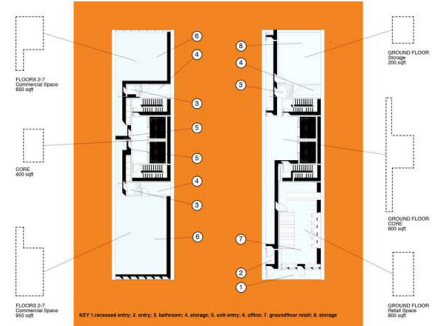 FLOORS 2-7
Commercial Space
650 sqft
CORE
400 sqft
FLOORS 2-7
Commercial Space
950 sqft
6
4
3
5
5
4
3
6
8
4
3
7
2
1
GROUND FLOOR
Storage
200 sqft
GROUND FLOOR
CORE
800 sqft
GROUND FLOOR
Retail Space
800 sqft
KEY 1.recessed entry; 2. entry; 3. bathroom; 4. storage; 5. unit entry; 6. office; 7. groundfloor retail; 8. storage